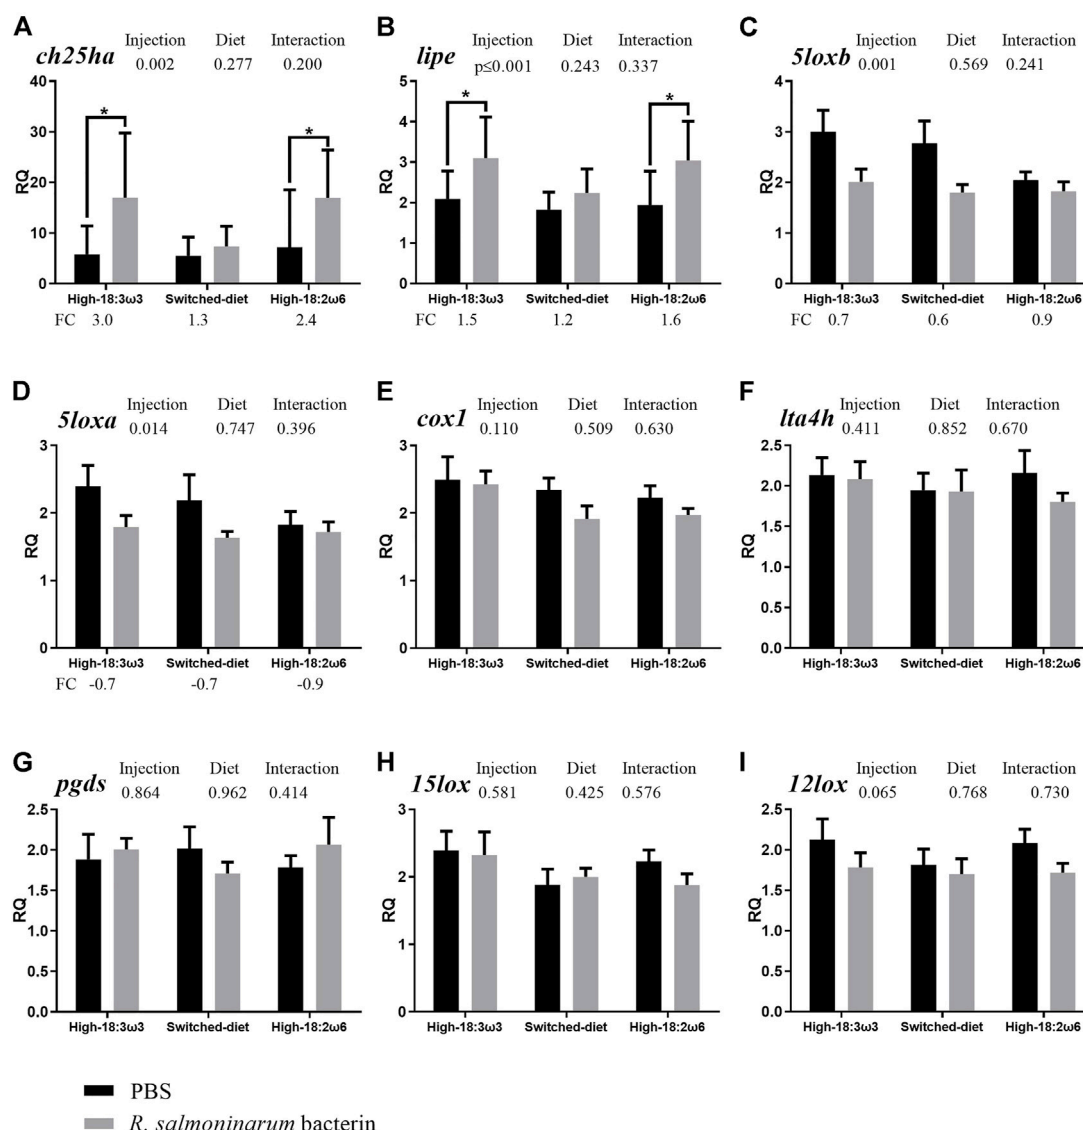 A B C
ch25ha Injection Diet Interaction
0.002 0.277 0.200
lipe Injection Diet Interaction
p≤0.001 0.243 0.337
5loxb Injection Diet Interaction
0.001 0.569 0.241
40
30
20
10
0
RQ
* *
High-18:3ω3 Switched-diet High-18:2ω6
FC 3.0 1.3 2.4
5
4
3
2
1
0
RQ
* *
High-18:3ω3 Switched-diet High-18:2ω6
FC 1.5 1.2 1.6
4
3
2
1
0
RQ
High-18:3ω3 Switched-diet High-18:2ω6
FC 0.7 0.6 0.9
D E F
5loxa Injection Diet Interaction
0.014 0.747 0.396
cox1 Injection Diet Interaction
0.110 0.509 0.630
lta4h Injection Diet Interaction
0.411 0.852 0.670
3
2
1
0
RQ
High-18:3ω3 Switched-diet High-18:2ω6
FC -0.7 -0.7 -0.9
3
2
1
0
RQ
High-18:3ω3 Switched-diet High-18:2ω6
2.5
2.0
1.5
1.0
0.5
0.0
RQ
High-18:3ω3 Switched-diet High-18:2ω6
G H I
pgds Injection Diet Interaction
0.864 0.962 0.414
15lox Injection Diet Interaction
0.581 0.425 0.576
12lox Injection Diet Interaction
0.065 0.768 0.730
2.5
2.0
1.5
1.0
0.5
0.0
RQ
High-18:3ω3 Switched-diet High-18:2ω6
3
2
1
0
RQ
High-18:3ω3 Switched-diet High-18:2ω6
2.5
2.0
1.5
1.0
0.5
0.0
RQ
High-18:3ω3 Switched-diet High-18:2ω6
PBS
R. salmoninarum bacterin